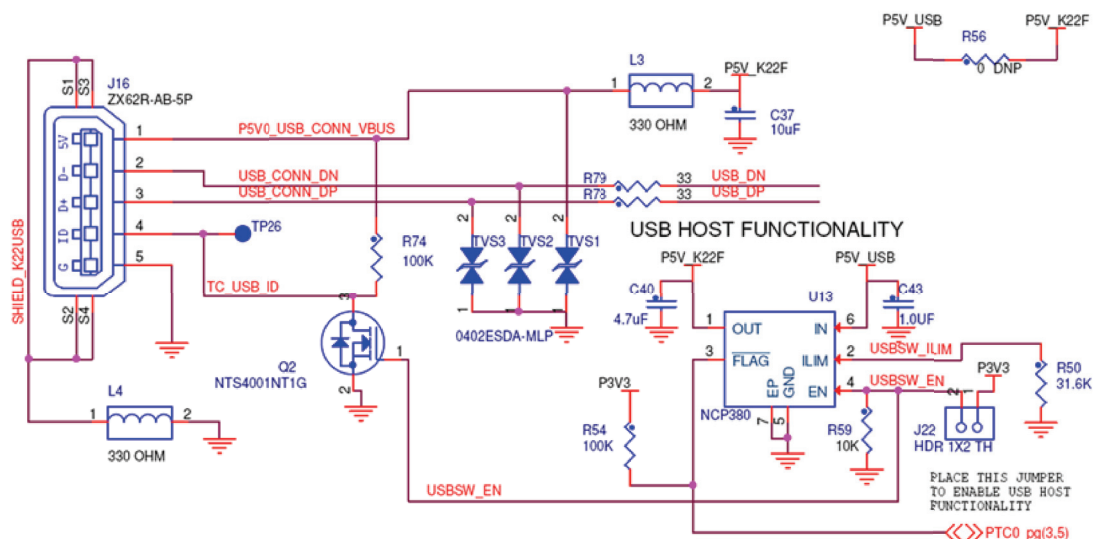 P5V_USB
P5V_K22F
R56
0 DNP
S1
S3
J16
ZX62R-AB-5P
L3
1
2
P5V_K22F
330 OHM
C37
10uF
5V
1
P5V0_USB_CONN_VBUS
D-
2
USB_CONN_DN
R79
33
USB_DN
D+
3
USB_CONN_DP
R78
33
USB_DP
ID
4
TP26
G
5
SHIELD_K22USB
R74
100K
2
2
2
TVS3
TVS2
TVS1
1
1
1
0402ESDA-MLP
USB HOST FUNCTIONALITY
P5V_K22F
P5V_USB
C40
4.7uF
U13
C43
1.0UF
S2
S4
TC_USB_ID
3
Q2
NTS4001NT1G
1
2
1
OUT
IN
6
3
FLAG
ILIM
2
USBSW_ILIM
EN
4
USBSW_EN
EP
GND
7
5
NCP380
P3V3
R50
31.6K
P3V3
R54
100K
R59
10K
2
1
J22
HDR 1X2 TH
L4
1
2
330 OHM
USBSW_EN
PLACE THIS JUMPER
TO ENABLE USB HOST
FUNCTIONALITY
PTC0 pg(3,5)